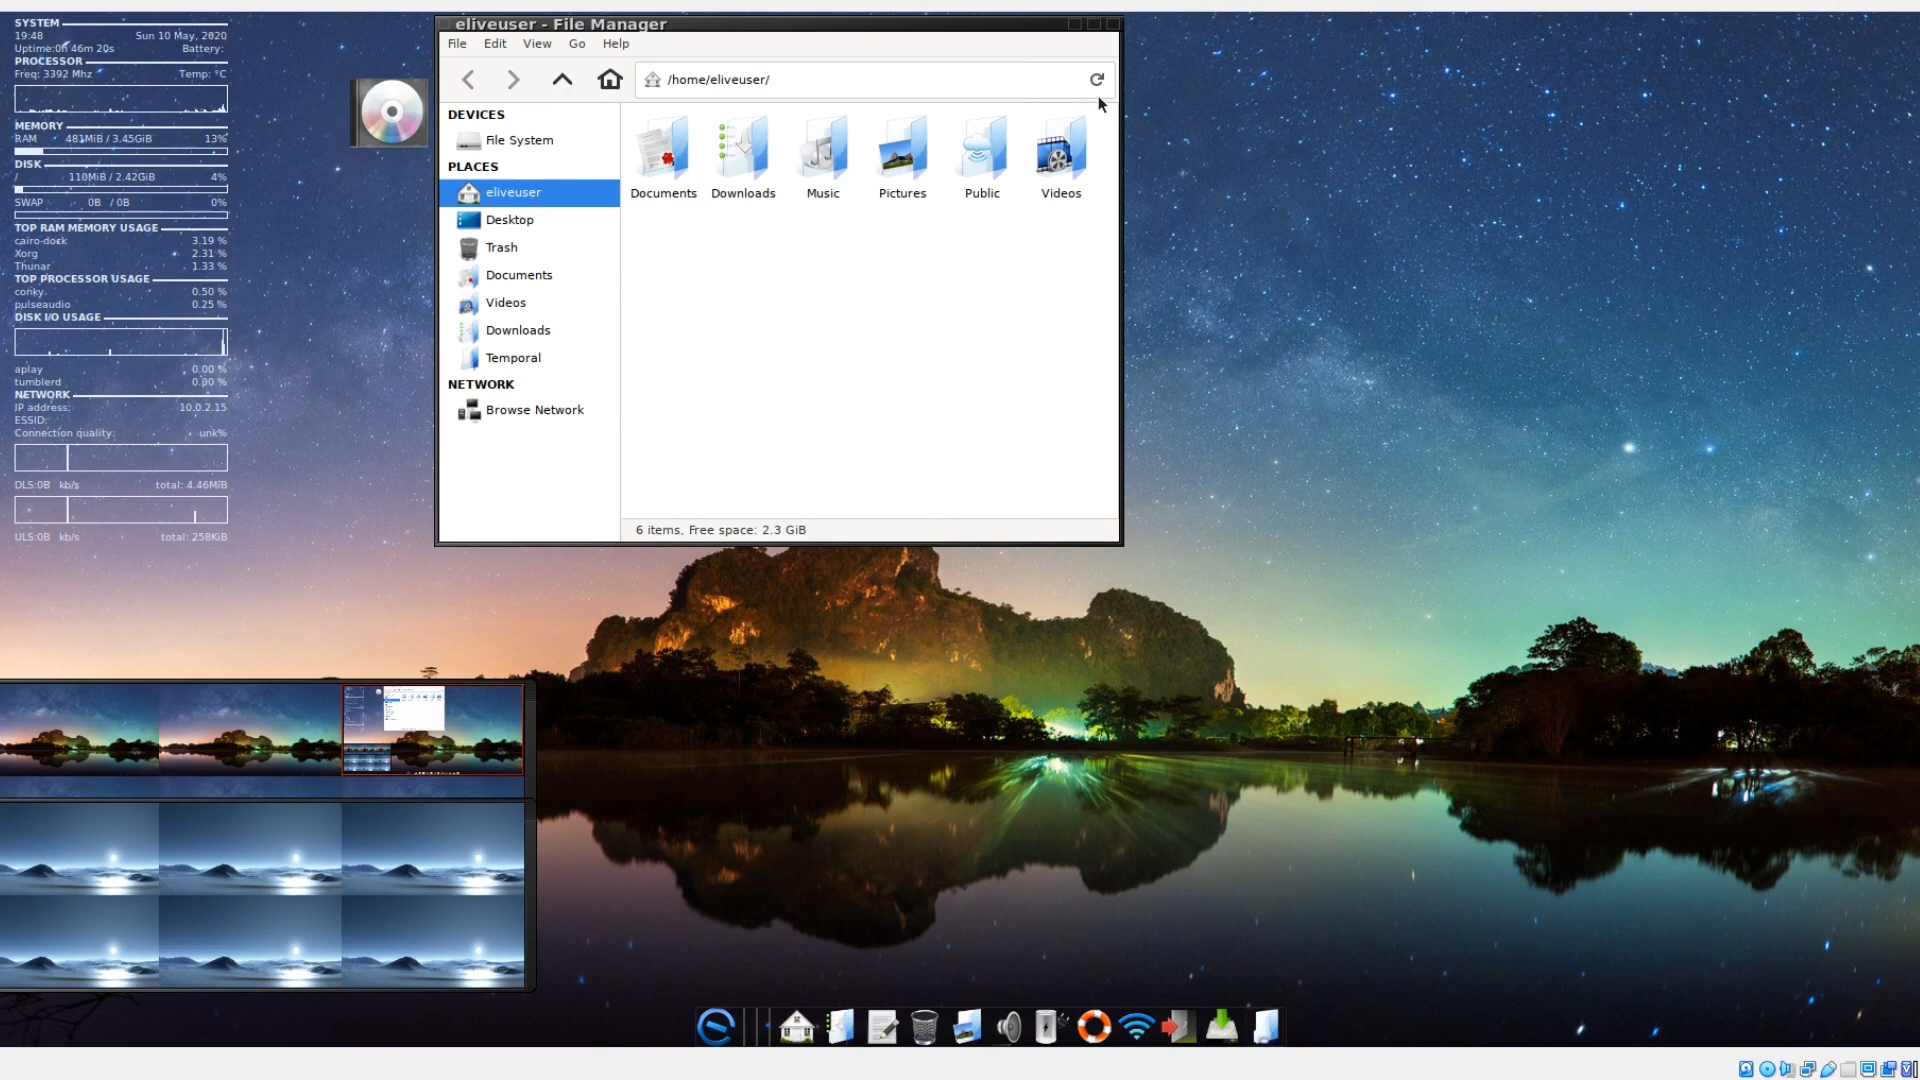 SYSTEM
19:48 Sun 10 May, 2020
Uptime:0h 46m 20s Battery:
PROCESSOR
Freq: 3392 Mhz Temp: °C
MEMORY
RAM 481MiB / 3.45GiB 13%
DISK
/ 110MiB / 2.42GiB 4%
SWAP 0B / 0B 0%
TOP RAM MEMORY USAGE
cairo-dock 3.19 %
Xorg 2.31 %
Thunar 1.33 %
TOP PROCESSOR USAGE
conky 0.50 %
pulseaudio 0.25 %
DISK I/O USAGE
aplay 0.00 %
tumblerd 0.00 %
NETWORK
IP address: 10.0.2.15
ESSID:
Connection quality: unk%
DLS:0B kb/s total: 4.46MiB
ULS:0B kb/s total: 258KiB
eliveuser - File Manager
File Edit View Go Help
/home/eliveuser/
DEVICES
File System
PLACES
eliveuser
Desktop
Trash
Documents
Videos
Downloads
Temporal
NETWORK
Browse Network
Documents Downloads Music Pictures Public Videos
6 items, Free space: 2.3 GiB